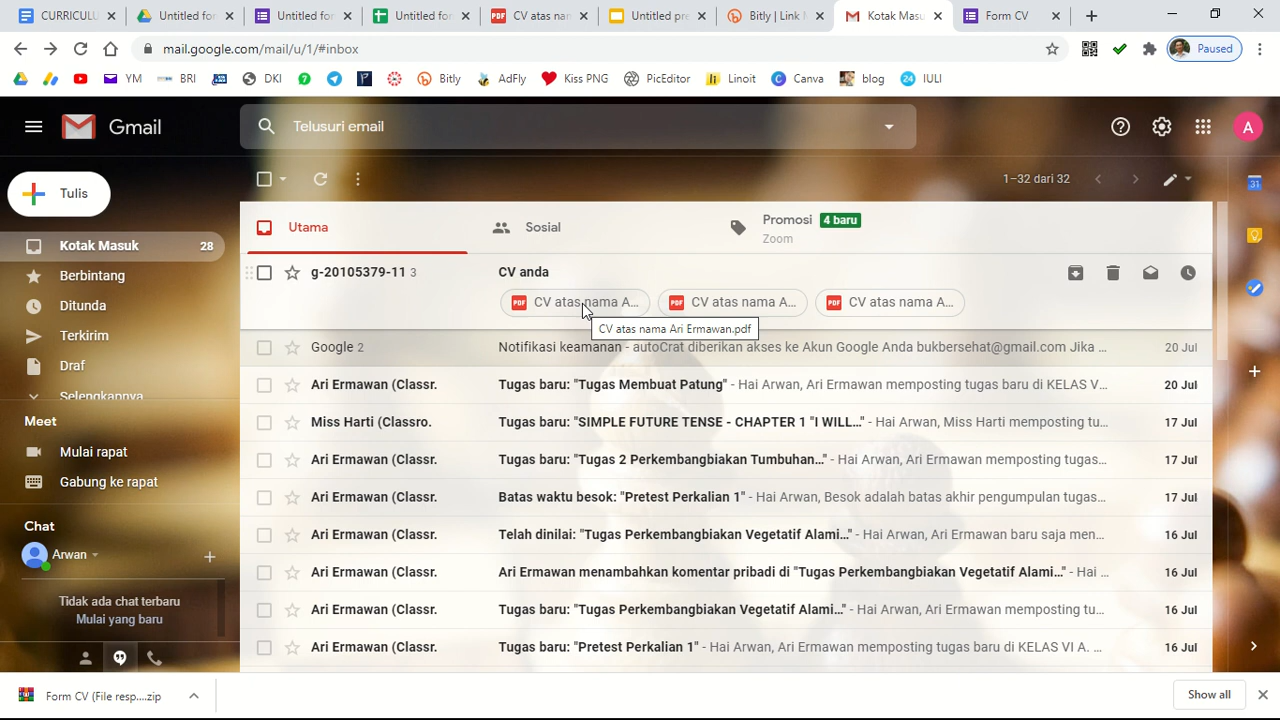 CURRICULU
Untitled for
Untitled for
Untitled for
CV atas nam
Untitled pre
Bitly | Link M
Kotak Masu
Form CV
mail.google.com/mail/u/1/#inbox
Paused
YM
BRI
DKI
Bitly
AdFly
Kiss PNG
PicEditor
Linoit
Canva
blog
IULI
Gmail
Telusuri email
A
Tulis
1–32 dari 32
Kotak Masuk 28
Berbintang
Ditunda
Terkirim
Draf
Selengkapnya
Meet
Mulai rapat
Gabung ke rapat
Chat
Arwan
Tidak ada chat terbaru
Mulai yang baru
Utama
Sosial
Promosi 4 baru
Zoom
g-20105379-11 3 CV anda
PDF CV atas nama A... PDF CV atas nama A... PDF CV atas nama A...
CV atas nama Ari Ermawan.pdf
Google 2 Notifikasi keamanan - autoCrat diberikan akses ke Akun Google Anda bukbersehat@gmail.com Jika ... 20 Jul
Ari Ermawan (Classr. Tugas baru: "Tugas Membuat Patung" - Hai Arwan, Ari Ermawan memposting tugas baru di KELAS V... 20 Jul
Miss Harti (Classro. Tugas baru: "SIMPLE FUTURE TENSE - CHAPTER 1 "I WILL..." - Hai Arwan, Miss Harti memposting tu... 17 Jul
Ari Ermawan (Classr. Tugas baru: "Tugas 2 Perkembangbiakan Tumbuhan..." - Hai Arwan, Ari Ermawan memposting tugas... 17 Jul
Ari Ermawan (Classr. Batas waktu besok: "Pretest Perkalian 1" - Hai Arwan, Besok adalah batas akhir pengumpulan tugas... 17 Jul
Ari Ermawan (Classr. Telah dinilai: "Tugas Perkembangbiakan Vegetatif Alami..." - Hai Arwan, Ari Ermawan baru saja men... 16 Jul
Ari Ermawan (Classr. Ari Ermawan menambahkan komentar pribadi di "Tugas Perkembangbiakan Vegetatif Alami..." - Hai ... 16 Jul
Ari Ermawan (Classr. Tugas baru: "Tugas Perkembangbiakan Vegetatif Alami..." - Hai Arwan, Ari Ermawan memposting tu... 16 Jul
Ari Ermawan (Classr. Tugas baru: "Pretest Perkalian 1" - Hai Arwan, Ari Ermawan memposting tugas baru di KELAS VI A. ... 16 Jul
Form CV (File resp....zip
Show all